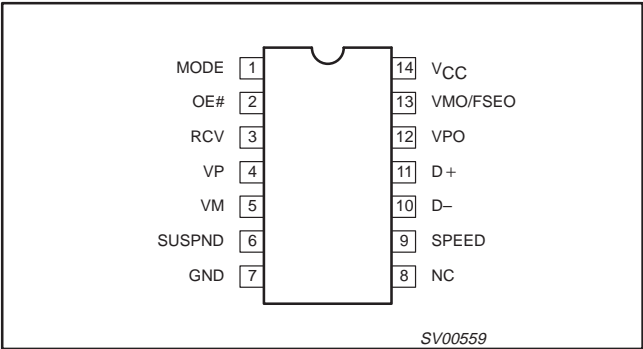 MODE 1 14 VCC
OE# 2 13 VMO/FSEO
RCV 3 12 VPO
VP 4 11 D+
VM 5 10 D–
SUSPND 6 9 SPEED
GND 7 8 NC
SV00559